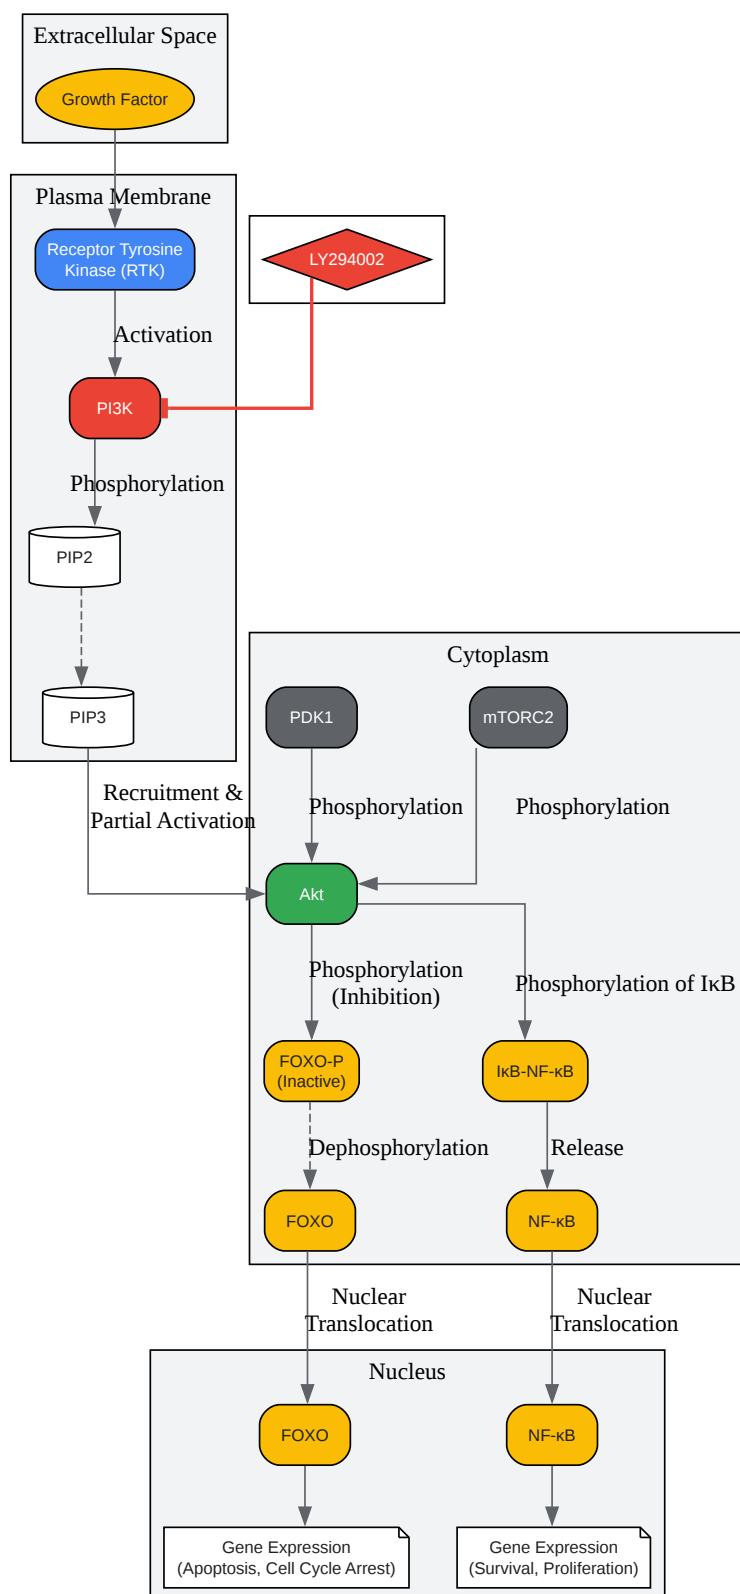 Extracellular Space
Growth Factor
Plasma Membrane
Receptor Tyrosine
Kinase (RTK)
LY294002
Activation
PI3K
Phosphorylation
PIP2
PIP3
Cytoplasm
PDK1
mTORC2
Recruitment &
Partial Activation
Phosphorylation
Phosphorylation
Akt
Phosphorylation
(Inhibition)
Phosphorylation of IκB
FOXO-P
(Inactive)
IκB-NF-κB
Dephosphorylation
Release
FOXO
NF-κB
Nuclear
Translocation
Nuclear
Translocation
Nucleus
FOXO
NF-κB
Gene Expression
(Apoptosis, Cell Cycle Arrest)
Gene Expression
(Survival, Proliferation)